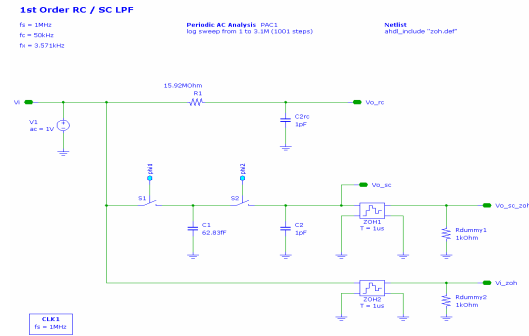 1st Order RC / SC LPF
fs = 1MHz
fc = 50kHz
fx = 3.571kHz
Periodic AC Analysis PAC1
log sweep from 1 to 3.1M (1001 steps)
Netlist
ahdl_include "zoh.def"
15.92MOhm
R1
Vi
Vo_rc
V1
ac = 1V
C2rc
1pF
phi1
phi2
S1
S2
Vo_sc
C1
62.83fF
C2
1pF
ZOH1
T = 1us
Vo_sc_zoh
Rdummy1
1kOhm
ZOH2
T = 1us
Vi_zoh
Rdummy2
1kOhm
CLK1
fs = 1MHz